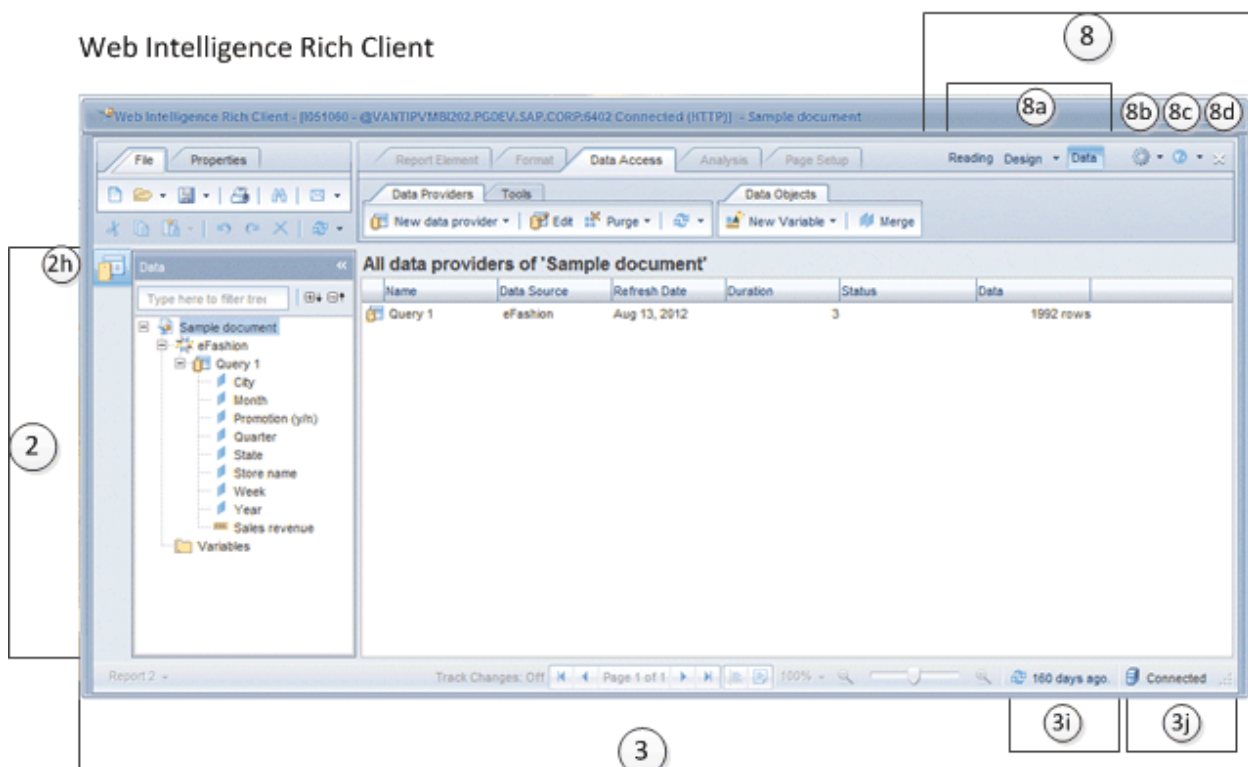 8
Web Intelligence Rich Client
8a 8b 8c 8d
Web Intelligence Rich Client - [I051060 - @VANTIPVMBI202.PGDEV.SAP.CORP:6402 Connected (HTTP)] - Sample document
File Properties Report Element Format Data Access Analysis Page Setup Reading Design Data
Data Providers Tools Data Objects
New data provider Edit Purge New Variable Merge
2h
Data « All data providers of 'Sample document'
Type here to filter tree Name Data Source Refresh Date Duration Status Data
Query 1 eFashion Aug 13, 2012 3 1992 rows
Sample document
eFashion
Query 1
City
Month
Promotion (y/n)
Quarter
2
State
Store name
Week
Year
Sales revenue
Variables
Report 2 Track Changes: Off Page 1 of 1 100% 160 days ago. Connected
3i 3j
3